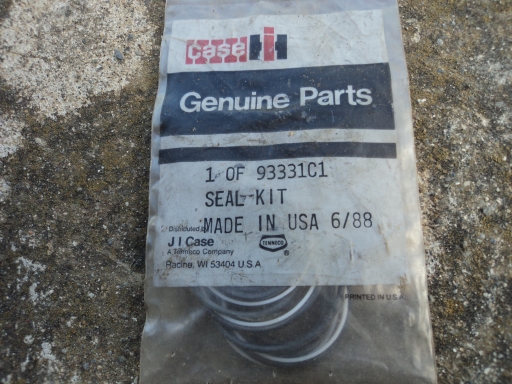 case IH
Genuine Parts
1 OF 93331C1
SEAL KIT
MADE IN USA 6/88
Distributed by
J I Case
A Tenneco Company
TENNECO
®
Racine, WI 53404 U.S.A.
PRINTED IN U.S.A.